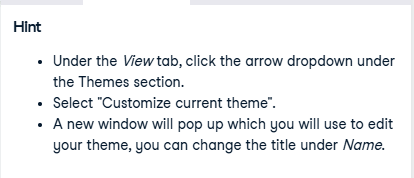 Hint
• Under the View tab, click the arrow dropdown under
the Themes section.
• Select "Customize current theme".
• A new window will pop up which you will use to edit
your theme, you can change the title under Name.